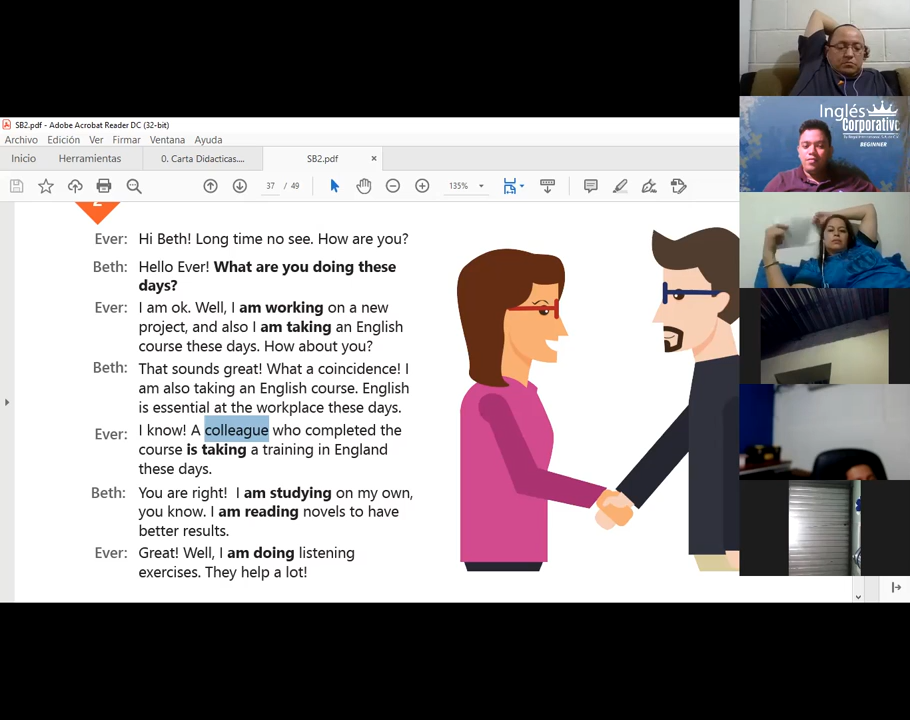 SB2.pdf - Adobe Acrobat Reader DC (32-bit)
Archivo Edición Ver Firmar Ventana Ayuda
Inicio Herramientas 0. Carta Didacticas.... SB2.pdf ×
37 / 49 135%
2
Ever: Hi Beth! Long time no see. How are you?
Beth: Hello Ever! What are you doing these
days?
Ever: I am ok. Well, I am working on a new
project, and also I am taking an English
course these days. How about you?
Beth: That sounds great! What a coincidence! I
am also taking an English course. English
is essential at the workplace these days.
Ever: I know! A colleague who completed the
course is taking a training in England
these days.
Beth: You are right! I am studying on my own,
you know. I am reading novels to have
better results.
Ever: Great! Well, I am doing listening
exercises. They help a lot!
Inglés
Corporativo
BEGINNER